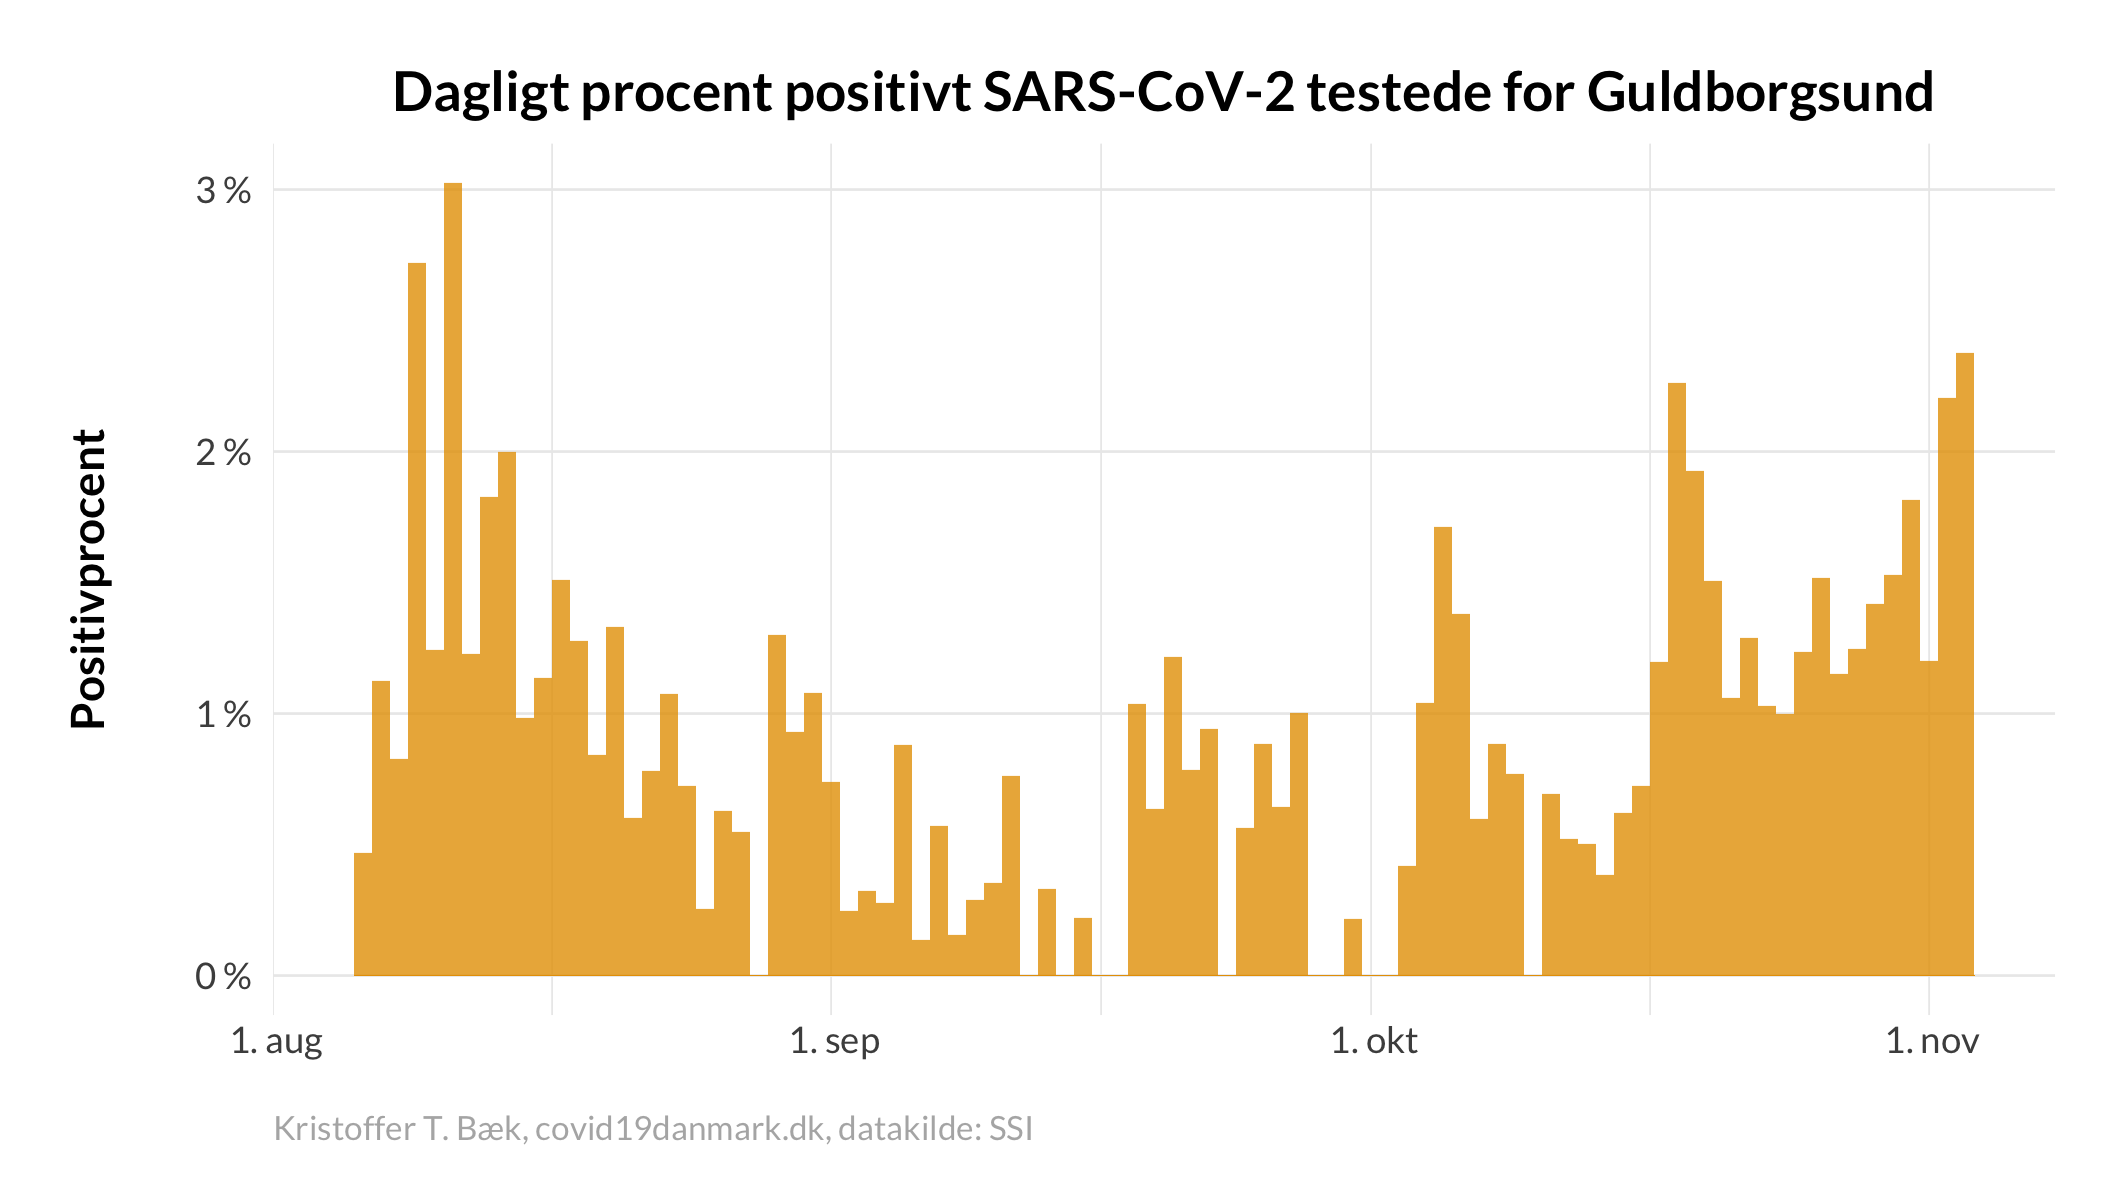 Dagligt procent positivt SARS-CoV-2 testede for Guldborgsund
Positivprocent
3 %
2 %
1 %
0 %
1. aug
1. sep
1. okt
1. nov
Kristoffer T. Bæk, covid19danmark.dk, datakilde: SSI